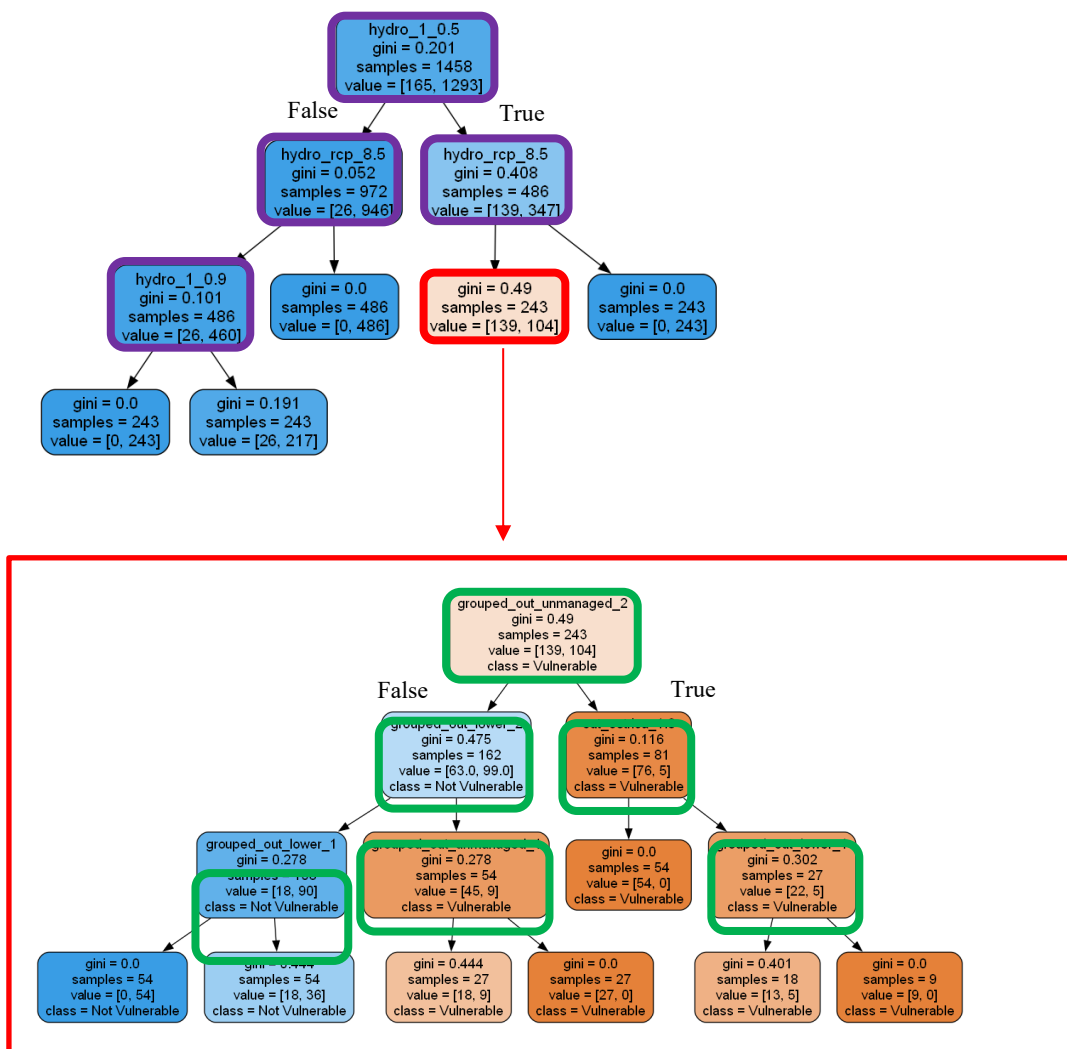 hydro_1_0.5
gini = 0.201
samples = 1458
value = [165, 1293]
False
True
hydro_rcp_8.5
gini = 0.052
samples = 972
value = [26, 946]
hydro_rcp_8.5
gini = 0.408
samples = 486
value = [139, 347]
hydro_1_0.9
gini = 0.101
samples = 486
value = [26, 460]
gini = 0.0
samples = 486
value = [0, 486]
gini = 0.49
samples = 243
value = [139, 104]
gini = 0.0
samples = 243
value = [0, 243]
gini = 0.0
samples = 243
value = [0, 243]
gini = 0.191
samples = 243
value = [26, 217]
grouped_out_unmanaged_2
gini = 0.49
samples = 243
value = [139, 104]
class = Vulnerable
False
True
gini = 0.475
samples = 162
value = [63.0, 99.0]
class = Not Vulnerable
gini = 0.116
samples = 81
value = [76, 5]
class = Vulnerable
grouped_out_lower_1
gini = 0.278
value = [18, 90]
class = Not Vulnerable
gini = 0.278
samples = 54
value = [45, 9]
class = Vulnerable
gini = 0.0
samples = 54
value = [54, 0]
class = Vulnerable
gini = 0.302
samples = 27
value = [22, 5]
class = Vulnerable
gini = 0.0
samples = 54
value = [0, 54]
class = Not Vulnerable
gini = 0.444
samples = 54
value = [18, 36]
class = Not Vulnerable
gini = 0.444
samples = 27
value = [18, 9]
class = Vulnerable
gini = 0.0
samples = 27
value = [27, 0]
class = Vulnerable
gini = 0.401
samples = 18
value = [13, 5]
class = Vulnerable
gini = 0.0
samples = 9
value = [9, 0]
class = Vulnerable